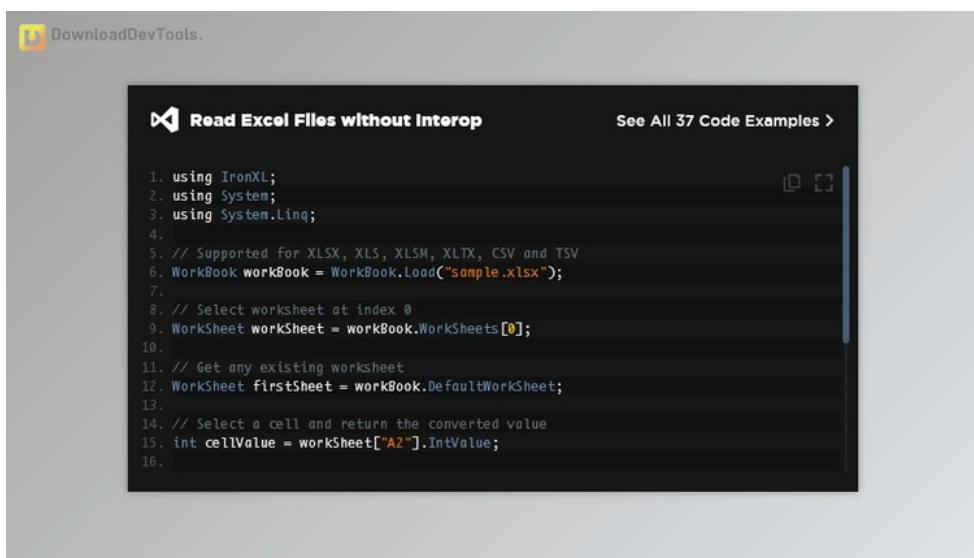 DownloadDevTools.
Read Excel Files without Interop
See All 37 Code Examples >
1. using IronXL;
2. using System;
3. using System.Linq;
4.
5. // Supported for XLSX, XLS, XLSM, XLTX, CSV and TSV
6. WorkBook workBook = WorkBook.Load("sample.xlsx");
7.
8. // Select worksheet at index 0
9. WorkSheet workSheet = workBook.WorkSheets[0];
10.
11. // Get any existing worksheet
12. WorkSheet firstSheet = workBook.DefaultWorkSheet;
13.
14. // Select a cell and return the converted value
15. int cellValue = workSheet["A2"].IntValue;
16.